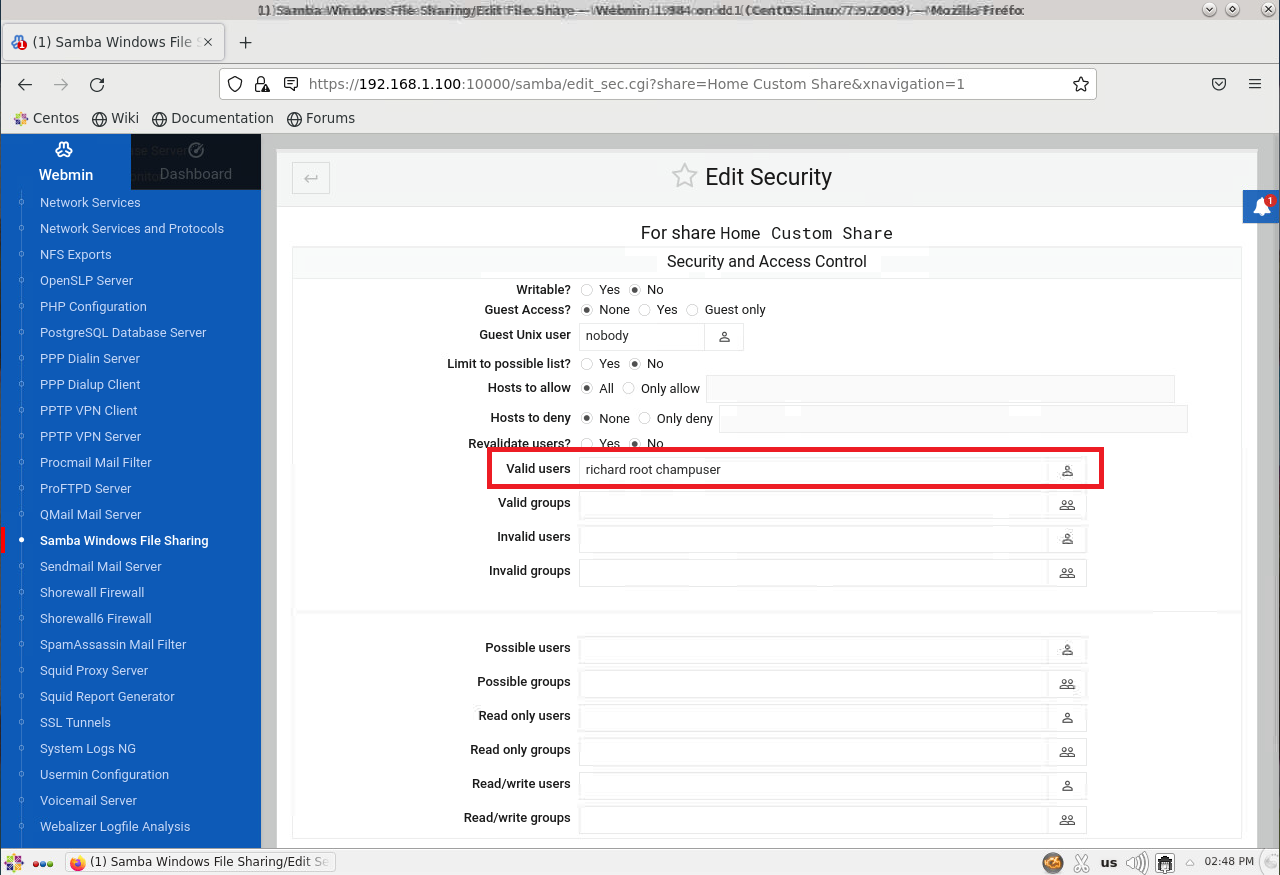 1) Samba Windows File Sharing/Edit File Share — Webmin 1.984 on dc1 (CentOS Linux 7.9.2009) — Mozilla Firefox
(1) Samba Windows File S
https://192.168.1.100:10000/samba/edit_sec.cgi?share=Home Custom Share&xnavigation=1
Centos Wiki Documentation Forums
Webmin
Dashboard
Network Services
Network Services and Protocols
NFS Exports
OpenSLP Server
PHP Configuration
PostgreSQL Database Server
PPP Dialin Server
PPP Dialup Client
PPTP VPN Client
PPTP VPN Server
Procmail Mail Filter
ProFTPD Server
QMail Mail Server
Samba Windows File Sharing
Sendmail Mail Server
Shorewall Firewall
Shorewall6 Firewall
SpamAssassin Mail Filter
Squid Proxy Server
Squid Report Generator
SSL Tunnels
System Logs NG
Usermin Configuration
Voicemail Server
Webalizer Logfile Analysis
Edit Security
1
For share Home Custom Share
Security and Access Control
Writable? Yes No
Guest Access? None Yes Guest only
Guest Unix user nobody
Limit to possible list? Yes No
Hosts to allow All Only allow
Hosts to deny None Only deny
Revalidate users? Yes No
Valid users richard root champuser
Valid groups
Invalid users
Invalid groups
Possible users
Possible groups
Read only users
Read only groups
Read/write users
Read/write groups
(1) Samba Windows File Sharing/Edit Se
us
02:48 PM